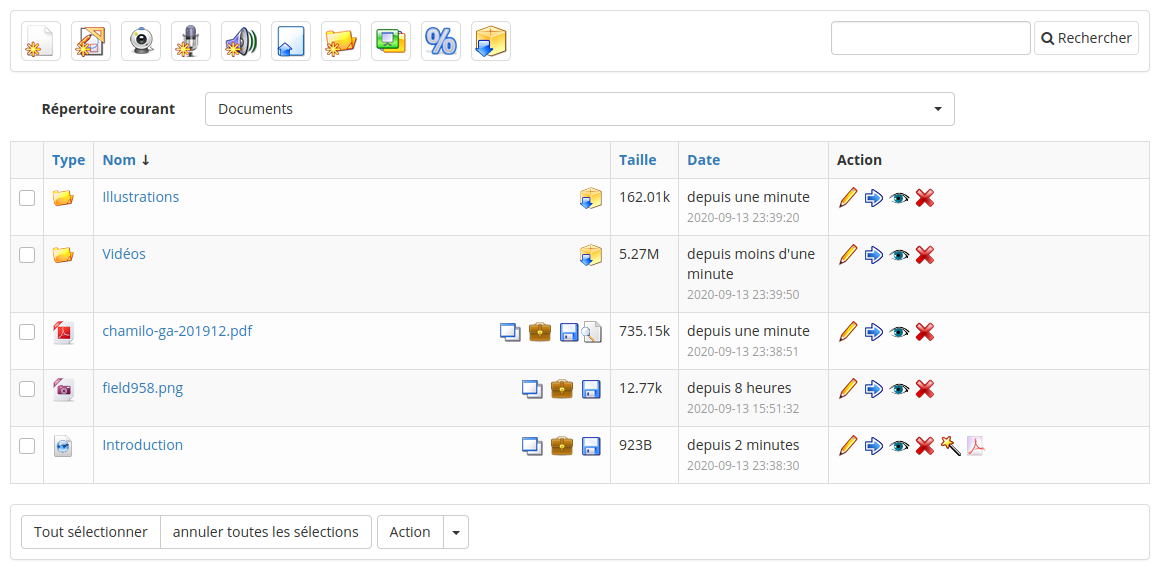 Rechercher
Répertoire courant Documents
Type Nom ↓ Taille Date Action
Illustrations 162.01k depuis une minute
2020-09-13 23:39:20
Vidéos 5.27M depuis moins d'une
minute
2020-09-13 23:39:50
chamilo-ga-201912.pdf 735.15k depuis une minute
2020-09-13 23:38:51
field958.png 12.77k depuis 8 heures
2020-09-13 15:51:32
Introduction 923B depuis 2 minutes
2020-09-13 23:38:30
Tout sélectionner annuler toutes les sélections Action